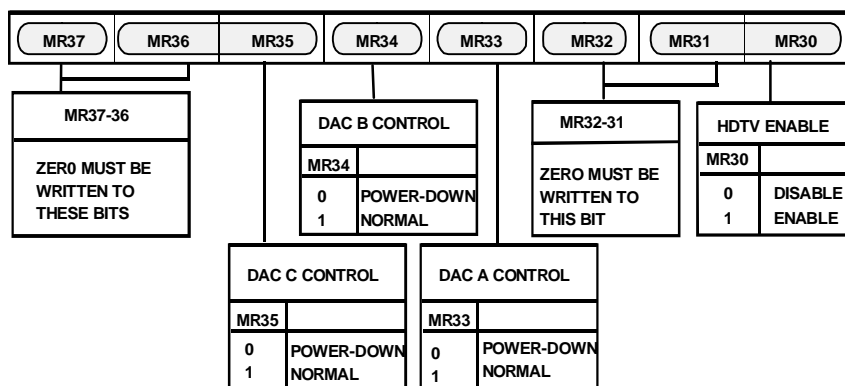 MR37 MR36 MR35 MR34 MR33 MR32 MR31 MR30
MR37-36
ZER0 MUST BE
WRITTEN TO
THESE BITS
DAC B CONTROL
MR34
0 POWER-DOWN
1 NORMAL
MR32-31
ZERO MUST BE
WRITTEN TO
THIS BIT
HDTV ENABLE
MR30
0 DISABLE
1 ENABLE
DAC C CONTROL
MR35
0 POWER-DOWN
1 NORMAL
DAC A CONTROL
MR33
0 POWER-DOWN
1 NORMAL